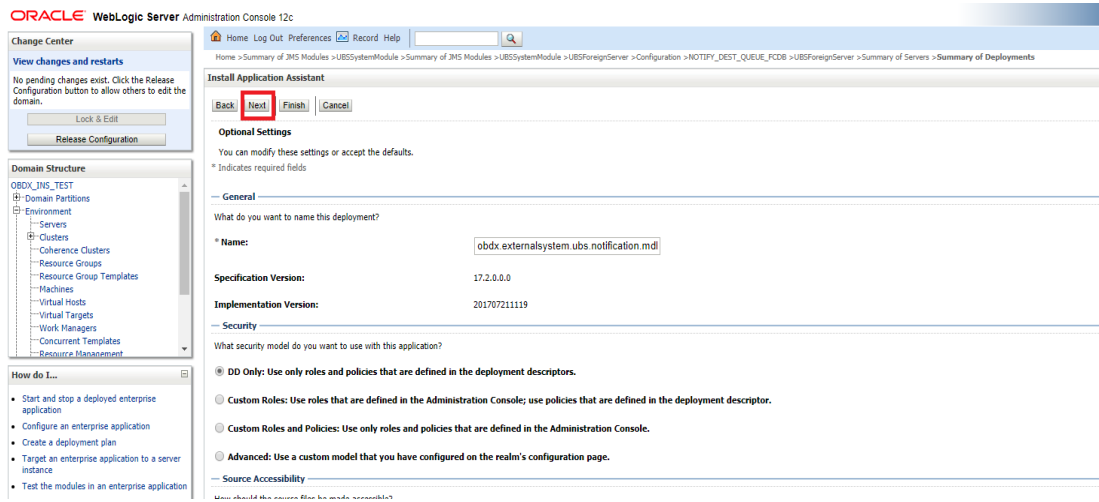 ORACLE WebLogic Server Administration Console 12c
Change Center
View changes and restarts
No pending changes exist. Click the Release
Configuration button to allow others to edit the
domain.
Lock & Edit
Release Configuration
Domain Structure
OBDX_INS_TEST
Domain Partitions
Environment
Servers
Clusters
Coherence Clusters
Resource Groups
Resource Group Templates
Machines
Virtual Hosts
Virtual Targets
Work Managers
Concurrent Templates
Resource Management
How do I...
Start and stop a deployed enterprise
application
Configure an enterprise application
Create a deployment plan
Target an enterprise application to a server
instance
Test the modules in an enterprise application
Home Log Out Preferences Record Help
Home >Summary of JMS Modules >UBSSystemModule >Summary of JMS Modules >UBSSystemModule >UBSForeignServer >Configuration >NOTIFY_DEST_QUEUE_FCDB >UBSForeignServer >Summary of Servers >Summary of Deployments
Install Application Assistant
Back Next Finish Cancel
Optional Settings
You can modify these settings or accept the defaults.
* Indicates required fields
General
What do you want to name this deployment?
* Name: obdx.externalsystem.ubs.notification.mdl
Specification Version: 17.2.0.0.0
Implementation Version: 201707211119
Security
What security model do you want to use with this application?
DD Only: Use only roles and policies that are defined in the deployment descriptors.
Custom Roles: Use roles that are defined in the Administration Console; use policies that are defined in the deployment descriptor.
Custom Roles and Policies: Use only roles and policies that are defined in the Administration Console.
Advanced: Use a custom model that you have configured on the realm's configuration page.
Source Accessibility
How should the source files be made accessible?